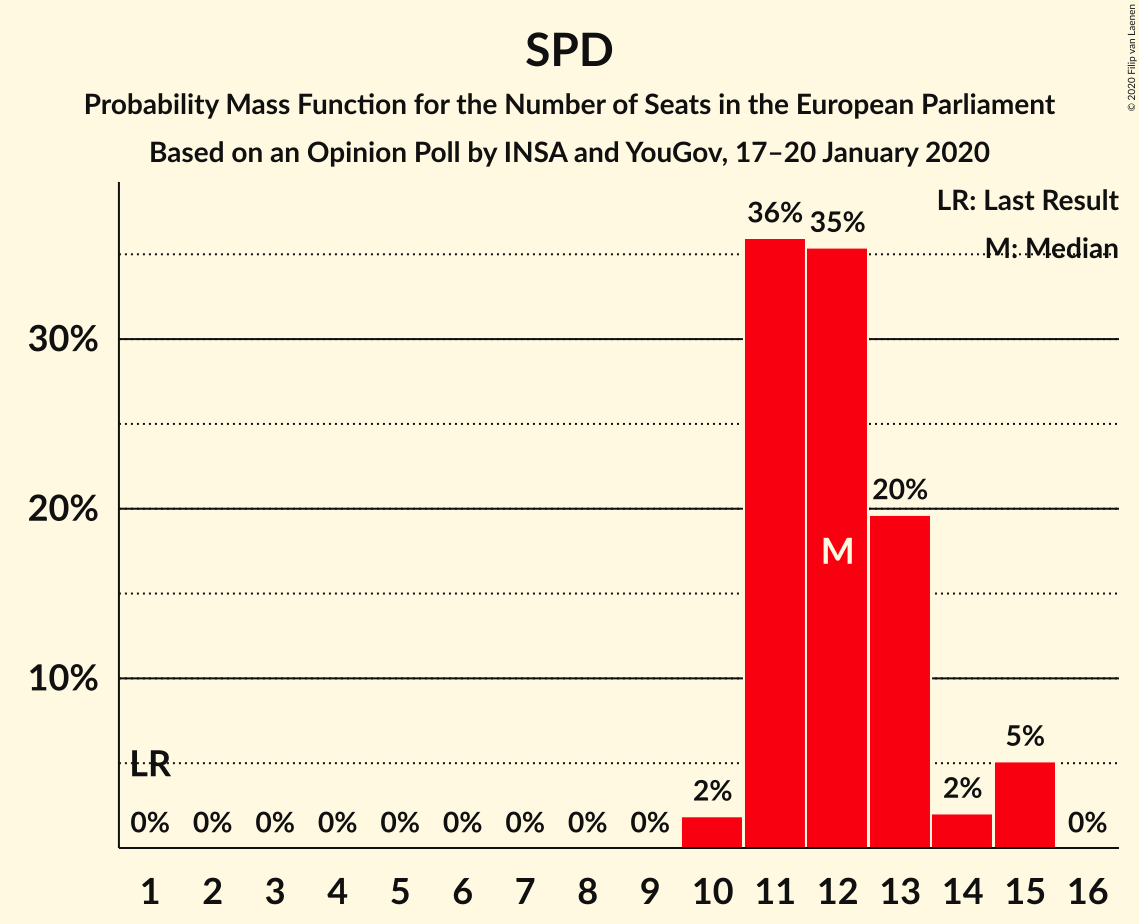 SPD
Probability Mass Function for the Number of Seats in the European Parliament
Based on an Opinion Poll by INSA and YouGov, 17–20 January 2020
© 2020 Filip van Laenen
LR: Last Result
M: Median
36%
35%
30%
20%
20%
M
10%
5%
LR
2%
2%
0% 0% 0% 0% 0% 0% 0% 0% 0% 0%
1 2 3 4 5 6 7 8 9 10 11 12 13 14 15 16